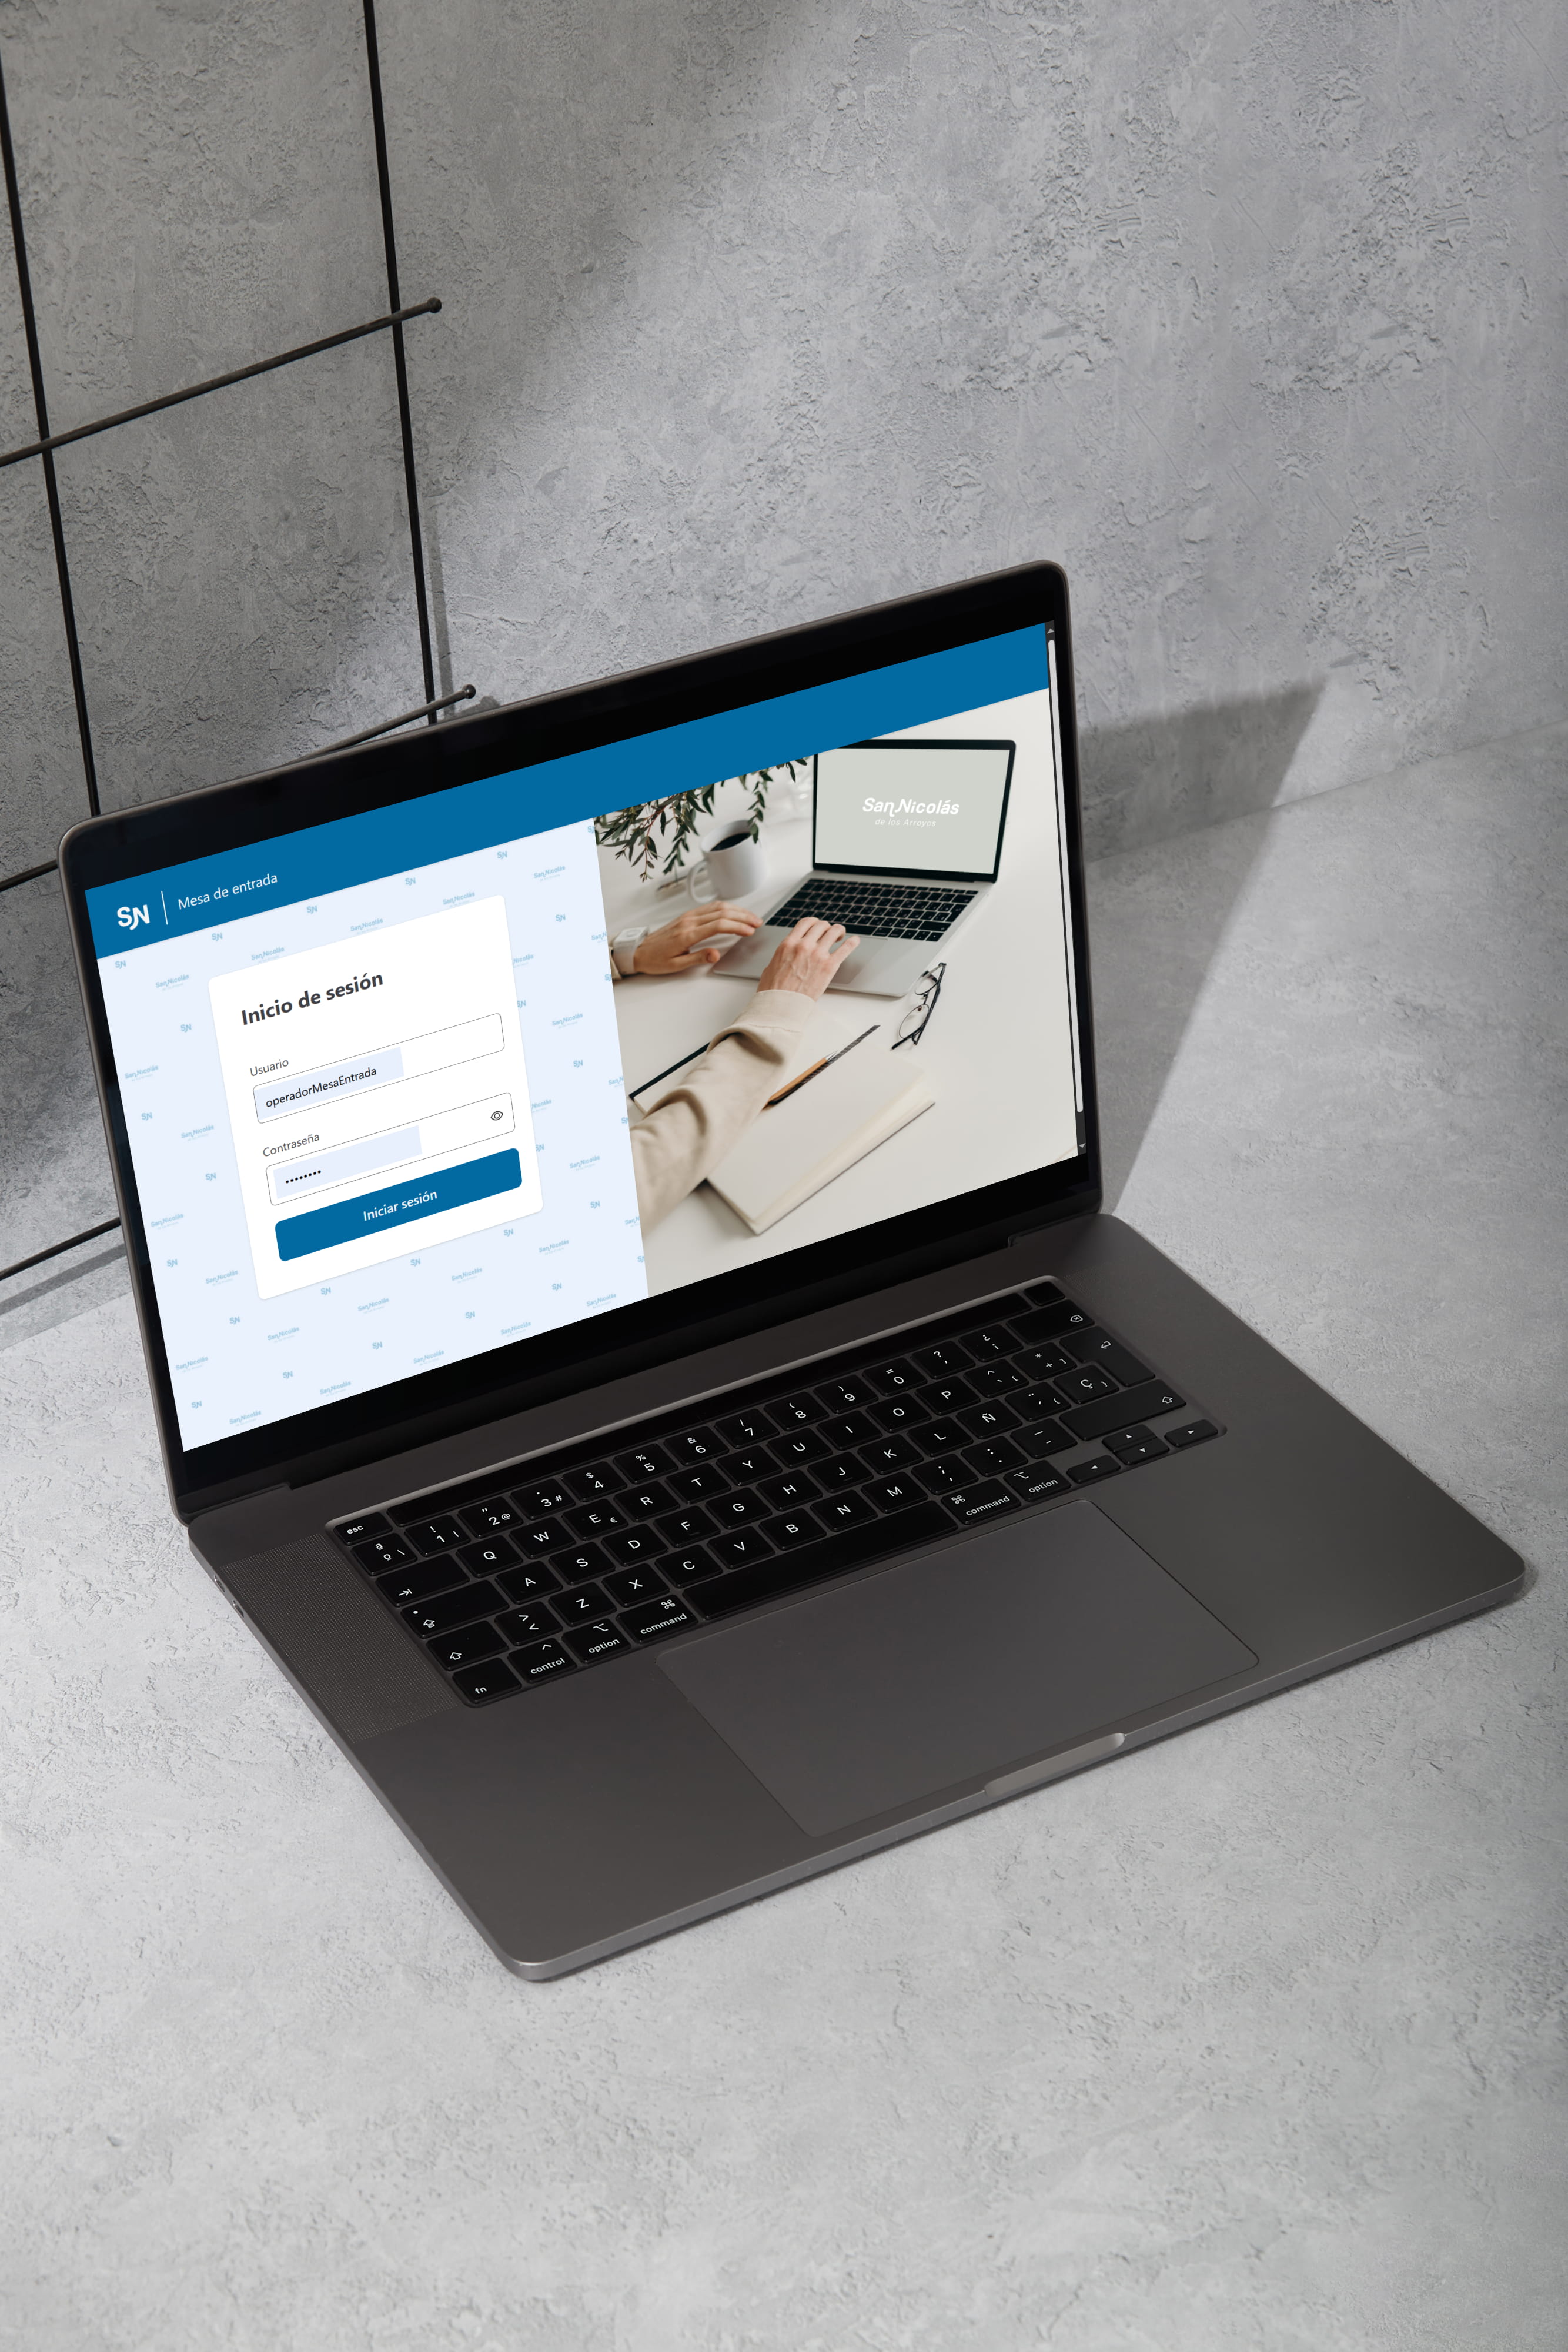 SN Mesa de entrada
San Nicolás
de los Arroyos
Inicio de sesión
Usuario
operadorMesaEntrada
Contraseña
••••••••
Iniciar sesión
esc
ª º \
! 1 |
" 2 @
· 3 #
$ 4
% 5
& 6
/ 7
( 8
) 9
= 0
? '
¿ ¡
Q W E € R T Y U I O P ^ ` [ * + ]
A S D F G H J K L Ñ ¨ ´ { Ç }
> < Z X C V B N M ; , : . _ -
fn control option command command option